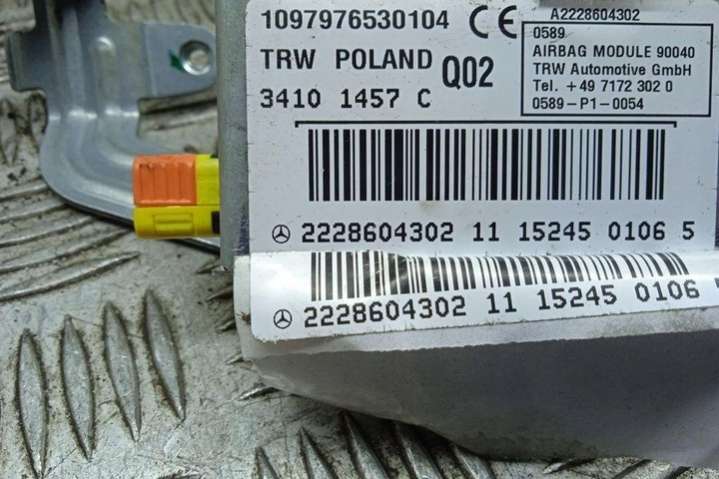 1097976530104 CE
TRW POLAND Q02
3410 1457 C
A2228604302
0589
AIRBAG MODULE 90040
TRW Automotive GmbH
Tel. +49 7172 302 0
0589-P1-0054
2228604302 11 15245 0106 5
2228604302 11 15245 0106